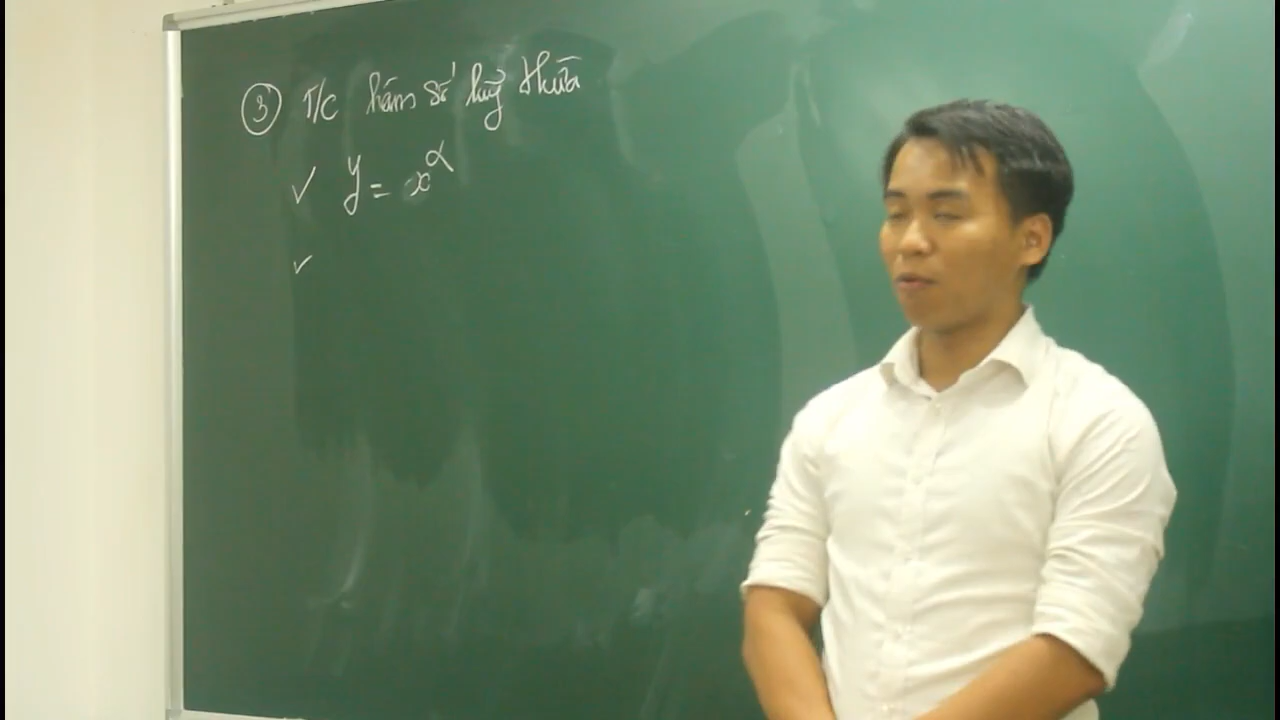 ③ T/c hàm số luỹ thừa
✓ y = x^α
✓